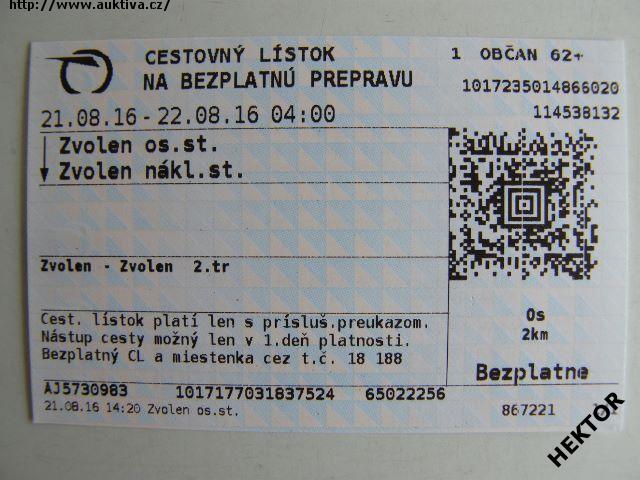 http://www.auktiva.cz/
CESTOVNÝ LÍSTOK
NA BEZPLATNÚ PREPRAVU
1 OBČAN 62+
1017235014866020
114538132
21.08.16 - 22.08.16 04:00
Zvolen os.st.
Zvolen nákl.st.
Zvolen - Zvolen 2.tr
Cest. lístok platí len s prísluš.preukazom.
Nástup cesty možný len v 1.deň platnosti.
Bezplatný CL a miestenka cez t.č. 18 188
Os
2km
Bezplatne
AJ5730983 1017177031837524 65022256
21.08.16 14:20 Zvolen os.st.
867221
HEKTOR